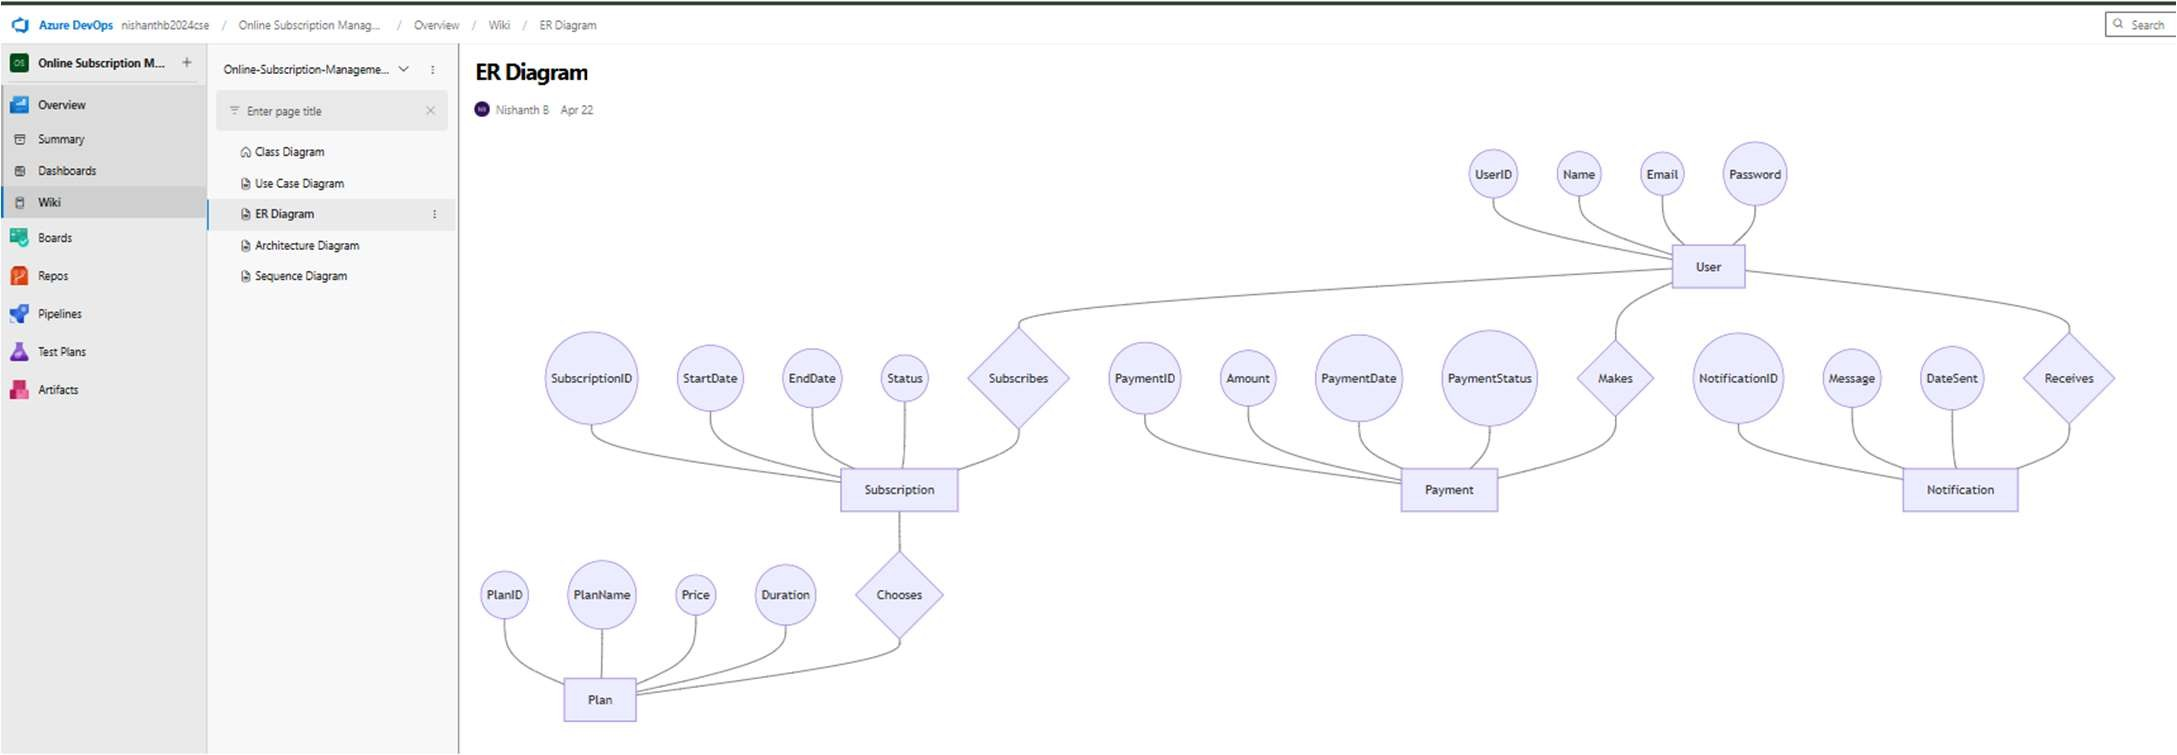 Azure DevOps nishanthb2024cse / Online Subscription Manag... / Overview / Wiki / ER Diagram
Search
OS Online Subscription M... +
Overview
Summary
Dashboards
Wiki
Boards
Repos
Pipelines
Test Plans
Artifacts
Online-Subscription-Manageme...
Enter page title
Class Diagram
Use Case Diagram
ER Diagram
Architecture Diagram
Sequence Diagram
ER Diagram
Nishanth B Apr 22
UserID Name Email Password
User
SubscriptionID StartDate EndDate Status Subscribes PaymentID Amount PaymentDate PaymentStatus Makes NotificationID Message DateSent Receives
Subscription Payment Notification
PlanID PlanName Price Duration Chooses
Plan